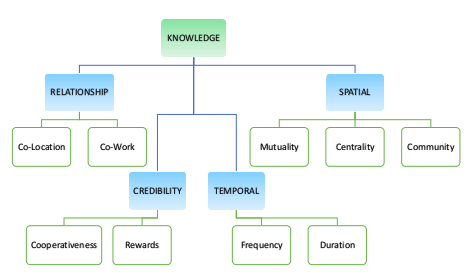 KNOWLEDGE
RELATIONSHIP
SPATIAL
Co-Location
Co-Work
Mutuality
Centrality
Community
CREDIBILITY
TEMPORAL
Cooperativeness
Rewards
Frequency
Duration